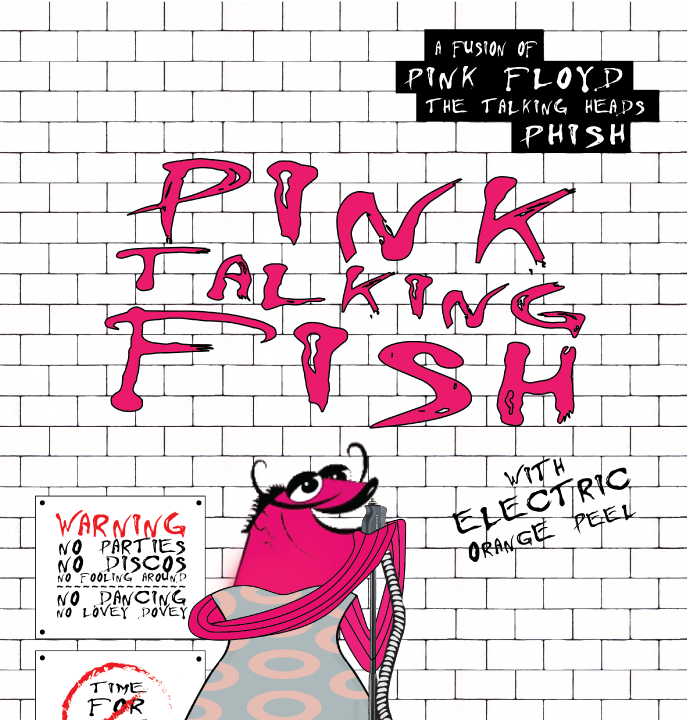 A FUSION OF
PINK FLOYD
THE TALKING HEADS
PHISH
PINK
TALKING
FISH
WITH
ELECTRIC
ORANGE PEEL
WARNING
NO PARTIES
NO DISCOS
NO FOOLING AROUND
NO DANCING
NO LOVEY DOVEY
TIME
FOR